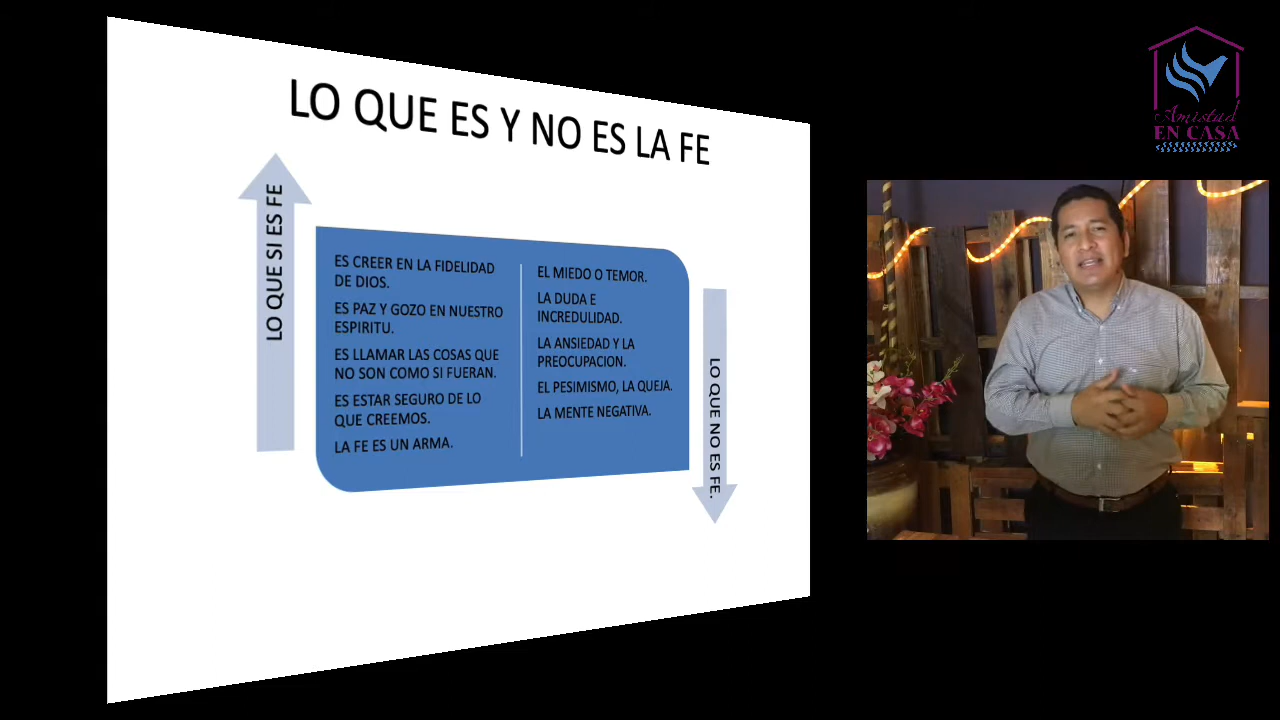 LO QUE ES Y NO ES LA FE
LO QUE SI ES FE
ES CREER EN LA FIDELIDAD
DE DIOS.
ES PAZ Y GOZO EN NUESTRO
ESPIRITU.
ES LLAMAR LAS COSAS QUE
NO SON COMO SI FUERAN.
ES ESTAR SEGURO DE LO
QUE CREEMOS.
LA FE ES UN ARMA.
EL MIEDO O TEMOR.
LA DUDA E
INCREDULIDAD.
LA ANSIEDAD Y LA
PREOCUPACION.
EL PESIMISMO, LA QUEJA.
LA MENTE NEGATIVA.
LO QUE NO ES FE.
Amistad
EN CASA